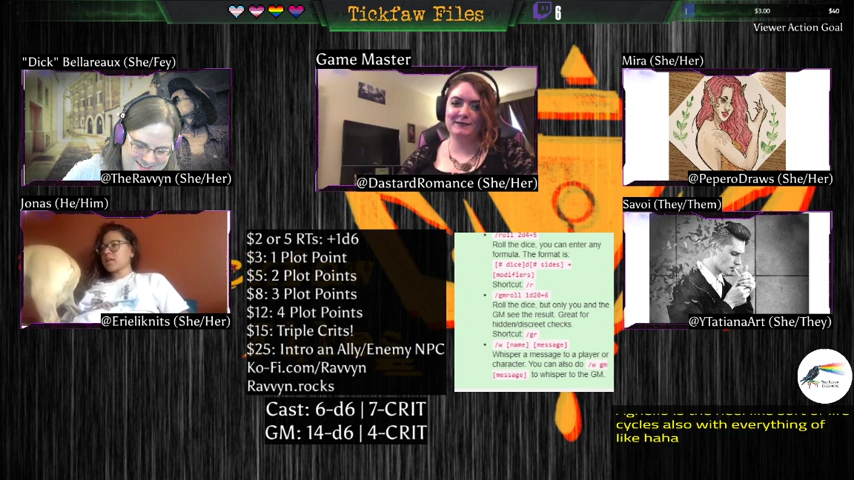 Tickfaw Files
6
$3.00
$40
Viewer Action Goal
"Dick" Bellareaux (She/Fey)
Game Master
Mira (She/Her)
@TheRavvyn (She/Her)
@DastardRomance (She/Her)
@PeperoDraws (She/Her)
Jonas (He/Him)
Savoi (They/Them)
@Erieliknits (She/Her)
@YTatianaArt (She/They)
$2 or 5 RTs: +1d6
$3: 1 Plot Point
$5: 2 Plot Points
$8: 3 Plot Points
$12: 4 Plot Points
$15: Triple Crits!
$25: Intro an Ally/Enemy NPC
Ko-Fi.com/Ravvyn
Ravvyn.rocks
Cast: 6-d6 | 7-CRIT
GM: 14-d6 | 4-CRIT
/roll 2d4+5
Roll the dice, you can enter any
formula. The format is:
[# dice]d[# sides] +
[modifiers]
Shortcut: /r
/gmroll 1d20+6
Roll the dice, but only you and the
GM see the result. Great for
hidden/discreet checks.
Shortcut: /gr
/w [name] [message]
Whisper a message to a player or
character. You can also do /w gm
[message] to whisper to the GM.
cycles also with everything of
like haha